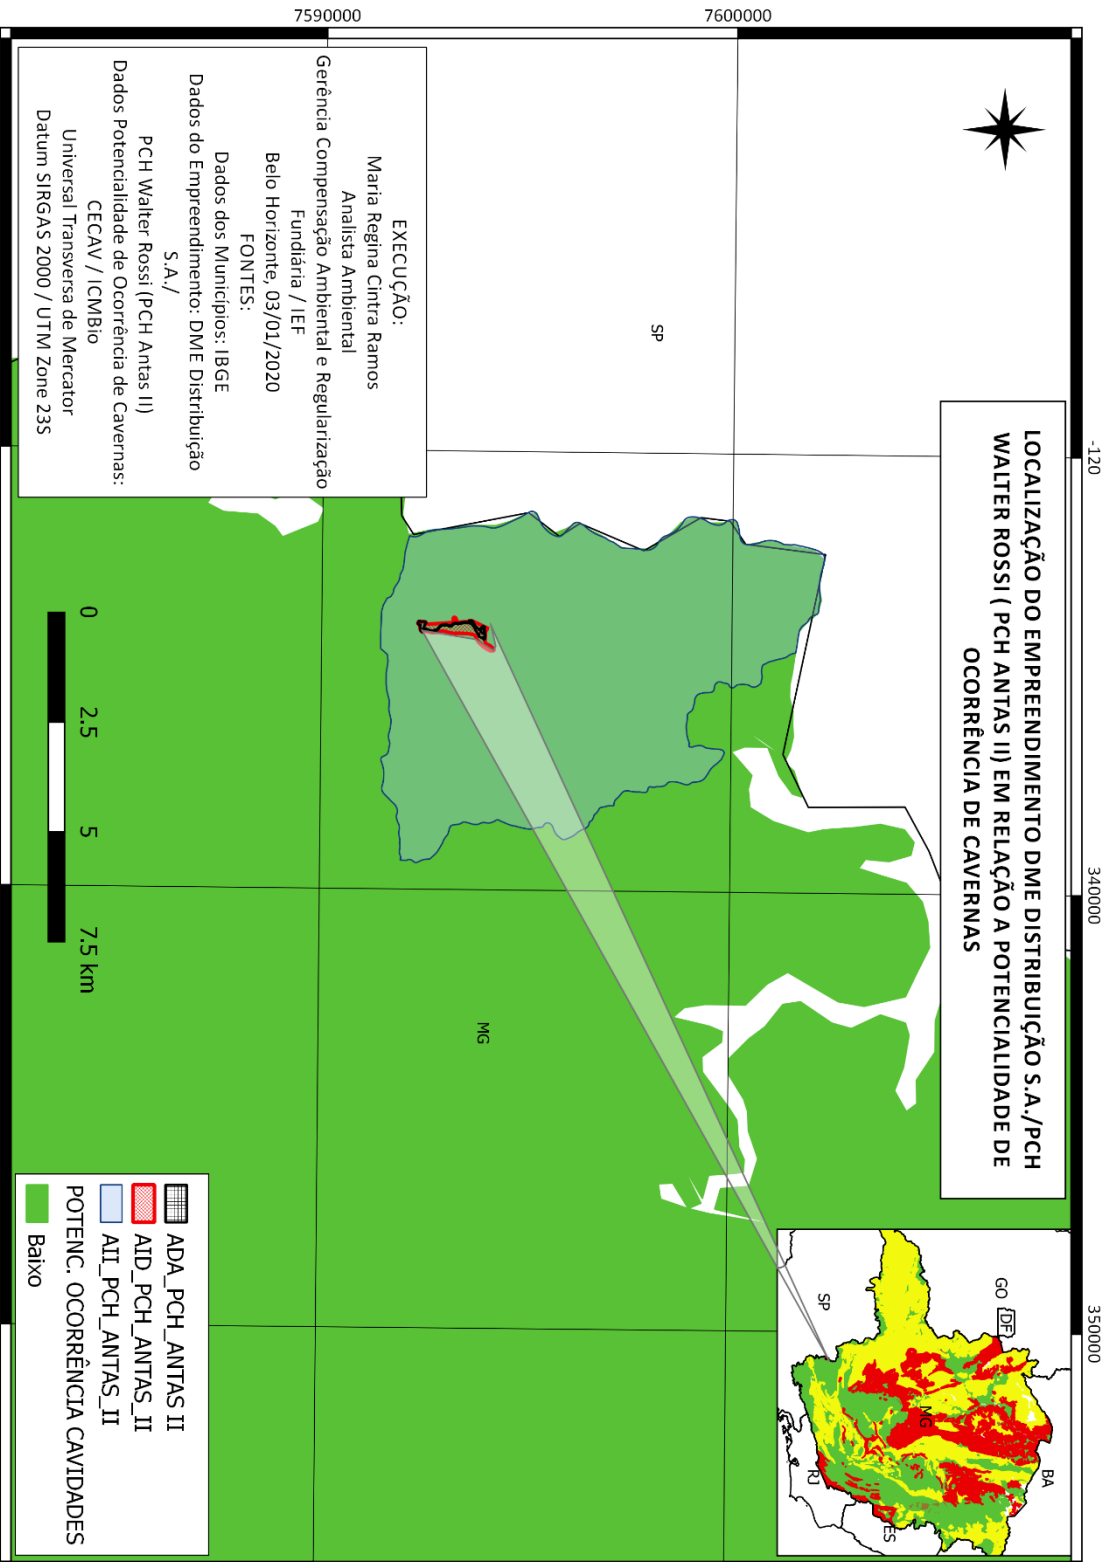 LOCALIZAÇÃO DO EMPREENDIMENTO DME DISTRIBUIÇÃO S.A./PCH
WALTER ROSSI ( PCH ANTAS II) EM RELAÇÃO A POTENCIALIDADE DE
OCORRÊNCIA DE CAVERNAS
-120
340000
350000
7600000
7590000
SP
MG
GO
DF
BA
SP
MG
RJ
ES
EXECUÇÃO:
Maria Regina Cintra Ramos
Analista Ambiental
Gerência Compensação Ambiental e Regularização
Fundiária / IEF
Belo Horizonte, 03/01/2020
FONTES:
Dados dos Municípios: IBGE
Dados do Empreendimento: DME Distribuição
S.A./
PCH Walter Rossi (PCH Antas II)
Dados Potencialidade de Ocorrência de Cavernas:
CECAV / ICMBio
Universal Transversa de Mercator
Datum SIRGAS 2000 / UTM Zone 23S
0 2.5 5 7.5 km
ADA_PCH_ANTAS II
AID_PCH_ANTAS_II
AII_PCH_ANTAS_II
POTENC. OCORRÊNCIA CAVIDADES
Baixo